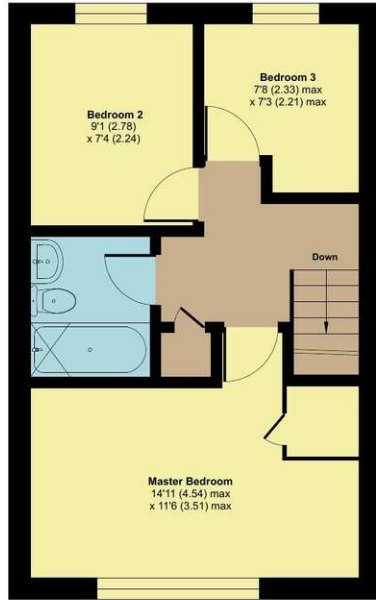 Bedroom 2
9'1 (2.78)
x 7'4 (2.24)
Bedroom 3
7'8 (2.33) max
x 7'3 (2.21) max
Down
Master Bedroom
14'11 (4.54) max
x 11'6 (3.51) max